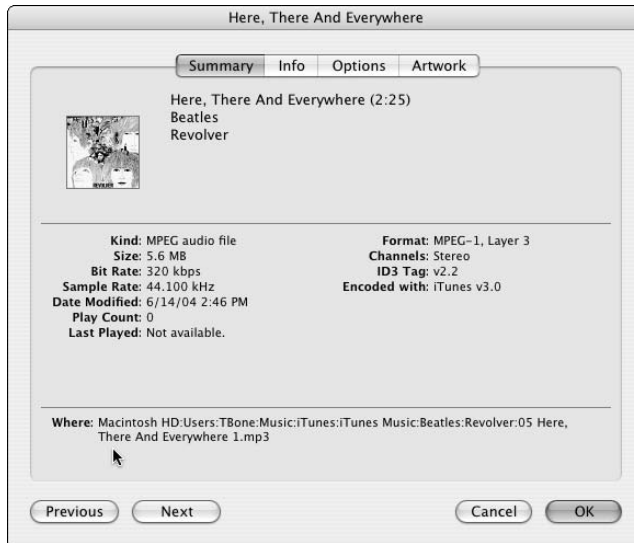 Here, There And Everywhere
Summary Info Options Artwork
Here, There And Everywhere (2:25)
Beatles
Revolver
REVOLVER
Kind: MPEG audio file
Size: 5.6 MB
Bit Rate: 320 kbps
Sample Rate: 44.100 kHz
Date Modified: 6/14/04 2:46 PM
Play Count: 0
Last Played: Not available.
Format: MPEG-1, Layer 3
Channels: Stereo
ID3 Tag: v2.2
Encoded with: iTunes v3.0
Where: Macintosh HD:Users:TBone:Music:iTunes:iTunes Music:Beatles:Revolver:05 Here,
There And Everywhere 1.mp3
Previous Next Cancel OK